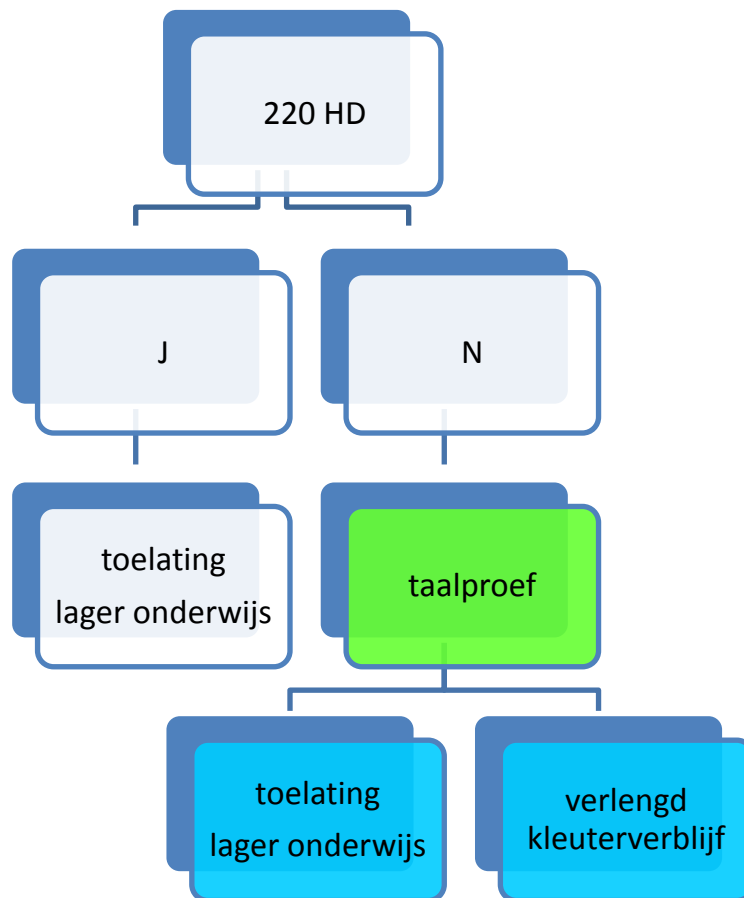 220 HD
J
N
toelating
lager onderwijs
taalproef
toelating
lager onderwijs
verlengd
kleuterverblijf